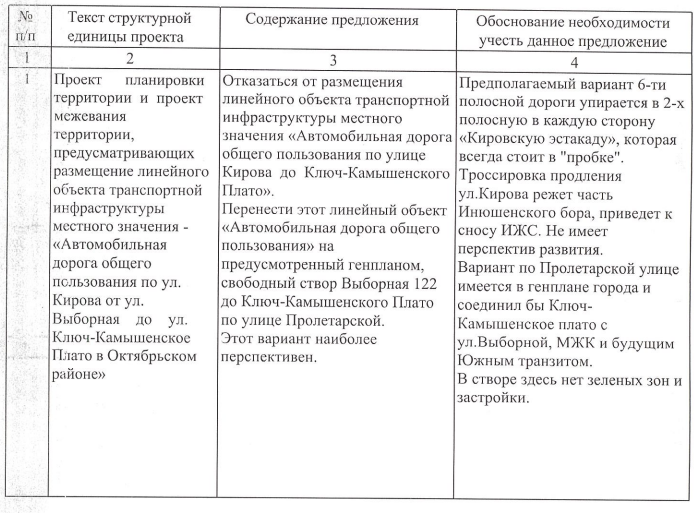 №
п/п
Текст структурной
единицы проекта
Содержание предложения
Обоснование необходимости
учесть данное предложение
1
2
3
4
1
Проект планировки
территории и проект
межевания
территории,
предусматривающих
размещение линейного
объекта транспортной
инфраструктуры
местного значения -
«Автомобильная
дорога общего
пользования по ул.
Кирова от ул.
Выборная до ул.
Ключ-Камышенское
Плато в Октябрьском
районе»
Отказаться от размещения
линейного объекта транспортной
инфраструктуры местного
значения «Автомобильная дорога
общего пользования по улице
Кирова до Ключ-Камышенского
Плато».
Перенести этот линейный объект
«Автомобильная дорога общего
пользования» на
предусмотренный генпланом,
свободный створ Выборная 122
до Ключ-Камышенского Плато
по улице Пролетарской.
Этот вариант наиболее
перспективен.
Предполагаемый вариант 6-ти
полосной дороги упирается в 2-х
полосную в каждую сторону
«Кировскую эстакаду», которая
всегда стоит в "пробке".
Троссировка продления
ул.Кирова режет часть
Инюшенского бора, приведет к
сносу ИЖС. Не имеет
перспектив развития.
Вариант по Пролетарской улице
имеется в генплане города и
соединил бы Ключ-
Камышенское плато с
ул.Выборной, МЖК и будущим
Южным транзитом.
В створе здесь нет зеленых зон и
застройки.